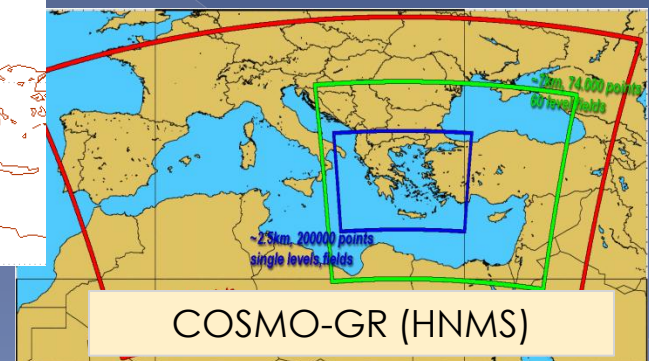 ~7km, 74.000 points
60 level,fields
~2.5km, 200000 points
single levels,fields
COSMO-GR (HNMS)